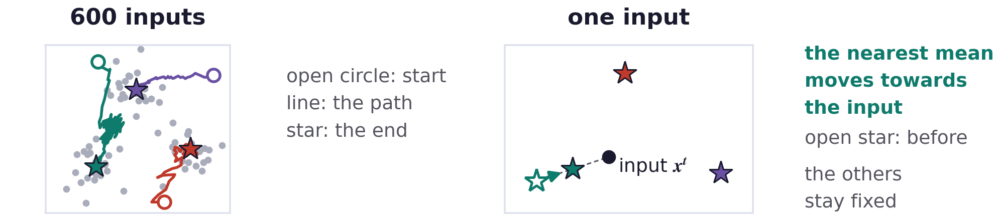 600 inputs
open circle: start
line: the path
star: the end
one input
input x^t
the nearest mean
moves towards
the input
open star: before
the others
stay fixed